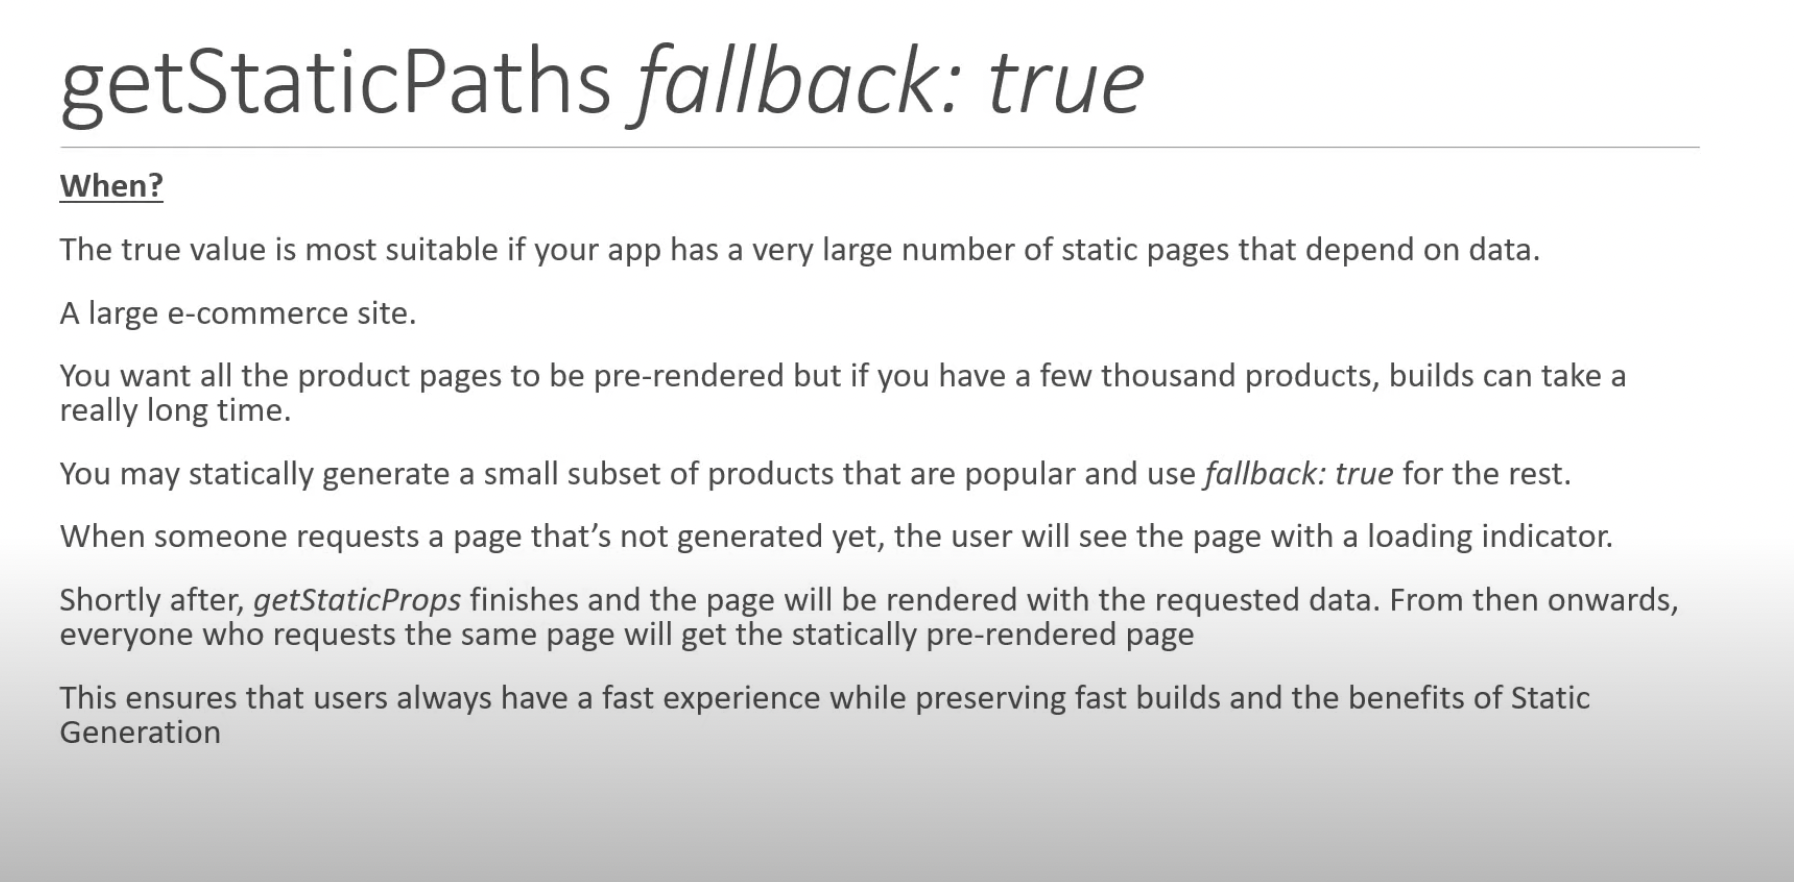 getStaticPaths fallback: true
When?
The true value is most suitable if your app has a very large number of static pages that depend on data.
A large e-commerce site.
You want all the product pages to be pre-rendered but if you have a few thousand products, builds can take a
really long time.
You may statically generate a small subset of products that are popular and use fallback: true for the rest.
When someone requests a page that’s not generated yet, the user will see the page with a loading indicator.
Shortly after, getStaticProps finishes and the page will be rendered with the requested data. From then onwards,
everyone who requests the same page will get the statically pre-rendered page
This ensures that users always have a fast experience while preserving fast builds and the benefits of Static
Generation